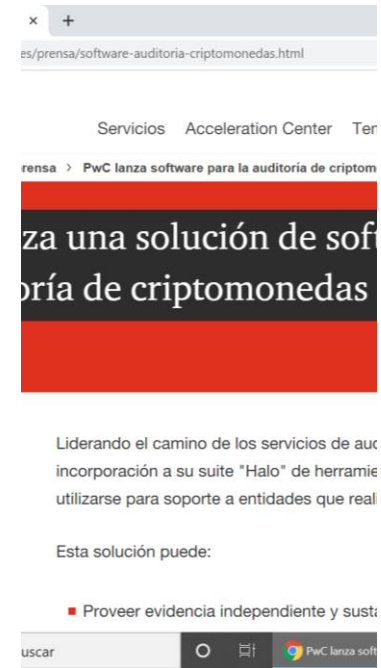 × +
es/prensa/software-auditoria-criptomonedas.html
Servicios Acceleration Center Ten
rensa > PwC lanza software para la auditoría de criptomo
za una solución de soft
oría de criptomonedas
Liderando el camino de los servicios de aud
incorporación a su suite "Halo" de herramie
utilizarse para soporte a entidades que reali
Esta solución puede:
Proveer evidencia independiente y susta
uscar
PwC lanza soft